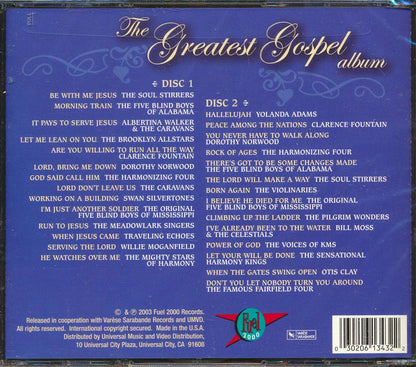 The
Greatest Gospel
album
DISC 1
BE WITH ME JESUS THE SOUL STIRRERS
MORNING TRAIN THE FIVE BLIND BOYS
OF ALABAMA
IT PAYS TO SERVE JESUS ALBERTINA WALKER
& THE CARAVANS
LET ME LEAN ON YOU THE BROOKLYN ALLSTARS
ARE YOU WILLING TO RUN ALL THE WAY
CLARENCE FOUNTAIN
LORD, BRING ME DOWN DOROTHY NORWOOD
GOD SAID CALL HIM THE HARMONIZING FOUR
LORD DON'T LEAVE US THE CARAVANS
WORKING ON A BUILDING SWAN SILVERTONES
I'M JUST ANOTHER SOLDIER THE ORIGINAL
FIVE BLIND BOYS OF MISSISSIPPI
RUN TO JESUS THE MEADOWLARK SINGERS
WHEN JESUS CAME TRAVELING ECHOES
SERVING THE LORD WILLIE MOGANFIELD
HE WATCHES OVER ME THE MIGHTY STARS
OF HARMONY
DISC 2
HALLELUJAH YOLANDA ADAMS
PEACE AMONG THE NATIONS CLARENCE FOUNTAIN
YOU NEVER HAVE TO WALK ALONG
DOROTHY NORWOOD
ROCK OF AGES THE HARMONIZING FOUR
THERE'S GOT TO BE SOME CHANGES MADE
THE FIVE BLIND BOYS OF ALABAMA
THE LORD WILL MAKE A WAY THE SOUL STIRRERS
BORN AGAIN THE VIOLINARIES
I BELIEVE HE DIED FOR ME THE ORIGINAL
FIVE BLIND BOYS OF MISSISSIPPI
CLIMBING UP THE LADDER THE PILGRIM WONDERS
I'VE ALREADY BEEN TO THE WATER BILL MOSS
& THE CELESTIALS
POWER OF GOD THE VOICES OF KMS
LET YOUR WILL BE DONE THE SENSATIONAL
HARMONY KINGS
WHEN THE GATES SWING OPEN OTIS CLAY
DON'T YOU LET NOBODY TURN YOU AROUND
THE FAMOUS FAIRFIELD FOUR
© & ℗ 2003 Fuel 2000 Records.
Released in cooperation with Varèse Sarabande Records and UMVD.
All rights reserved. International copyright secured. Made in the U.S.A.
Distributed by Universal Music and Video Distribution,
10 Universal City Plaza, Universal City, CA 91608
Fuel
2000
VARÈSE
SARABANDE
0 30206 13432 2